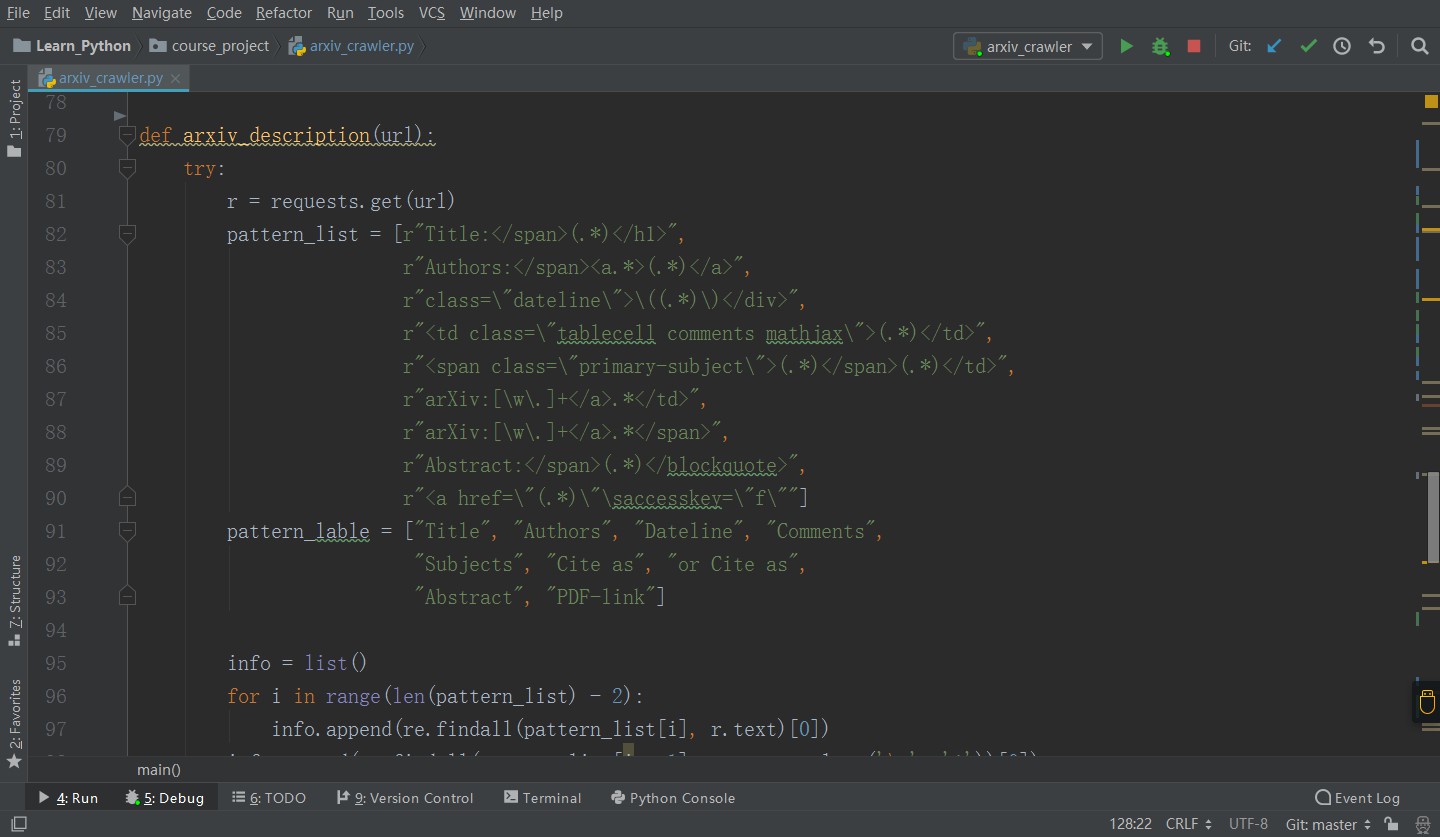 File Edit View Navigate Code Refactor Run Tools VCS Window Help
Learn_Python course_project arxiv_crawler.py arxiv_crawler Git:
arxiv_crawler.py
1: Project
7: Structure
2: Favorites
78
79 def arxiv_description(url):
80 try:
81 r = requests.get(url)
82 pattern_list = [r"Title:</span>(.*)</h1>",
83 r"Authors:</span><a.*>(.*)</a>",
84 r"class=\"dateline\">\((.*)\)</div>",
85 r"<td class=\"tablecell comments mathjax\">(.*)</td>",
86 r"<span class=\"primary-subject\">(.*)</span>(.*)</td>",
87 r"arXiv:[\w\.]+</a>.*</td>",
88 r"arXiv:[\w\.]+</a>.*</span>",
89 r"Abstract:</span>(.*)</blockquote>",
90 r"<a href=\"(.*)\"\saccesskey=\"f\""]
91 pattern_lable = ["Title", "Authors", "Dateline", "Comments",
92 "Subjects", "Cite as", "or Cite as",
93 "Abstract", "PDF-link"]
94
95 info = list()
96 for i in range(len(pattern_list) - 2):
97 info.append(re.findall(pattern_list[i], r.text)[0])
main()
4: Run 5: Debug 6: TODO 9: Version Control Terminal Python Console Event Log
128:22 CRLF UTF-8 Git: master